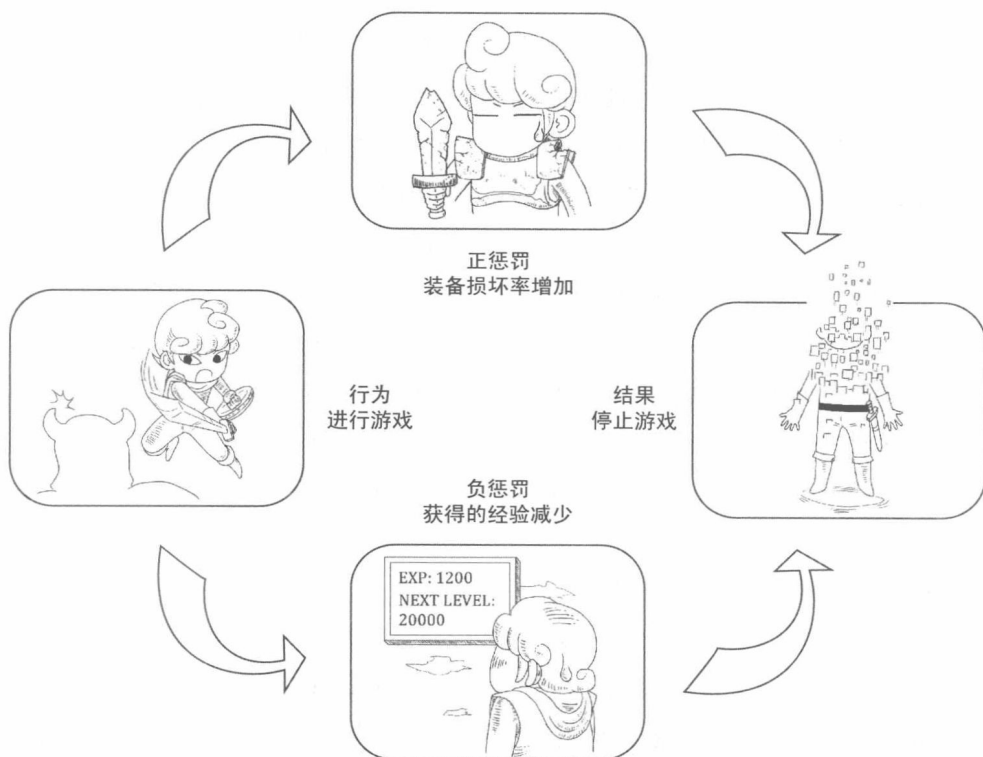 正惩罚
装备损坏率增加
行为
进行游戏
结果
停止游戏
负惩罚
获得的经验减少
EXP: 1200
NEXT LEVEL:
20000